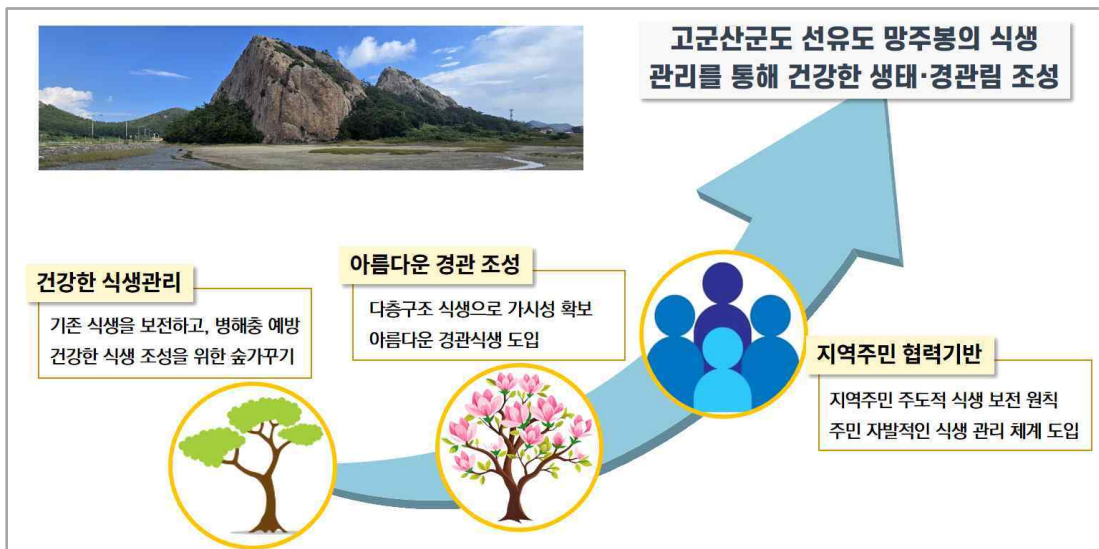 고군산군도 선유도 망주봉의 식생
관리를 통해 건강한 생태·경관림 조성
건강한 식생관리
기존 식생을 보전하고, 병해충 예방
건강한 식생 조성을 위한 숲가꾸기
아름다운 경관 조성
다층구조 식생으로 가시성 확보
아름다운 경관식생 도입
지역주민 협력기반
지역주민 주도적 식생 보전 원칙
주민 자발적인 식생 관리 체계 도입